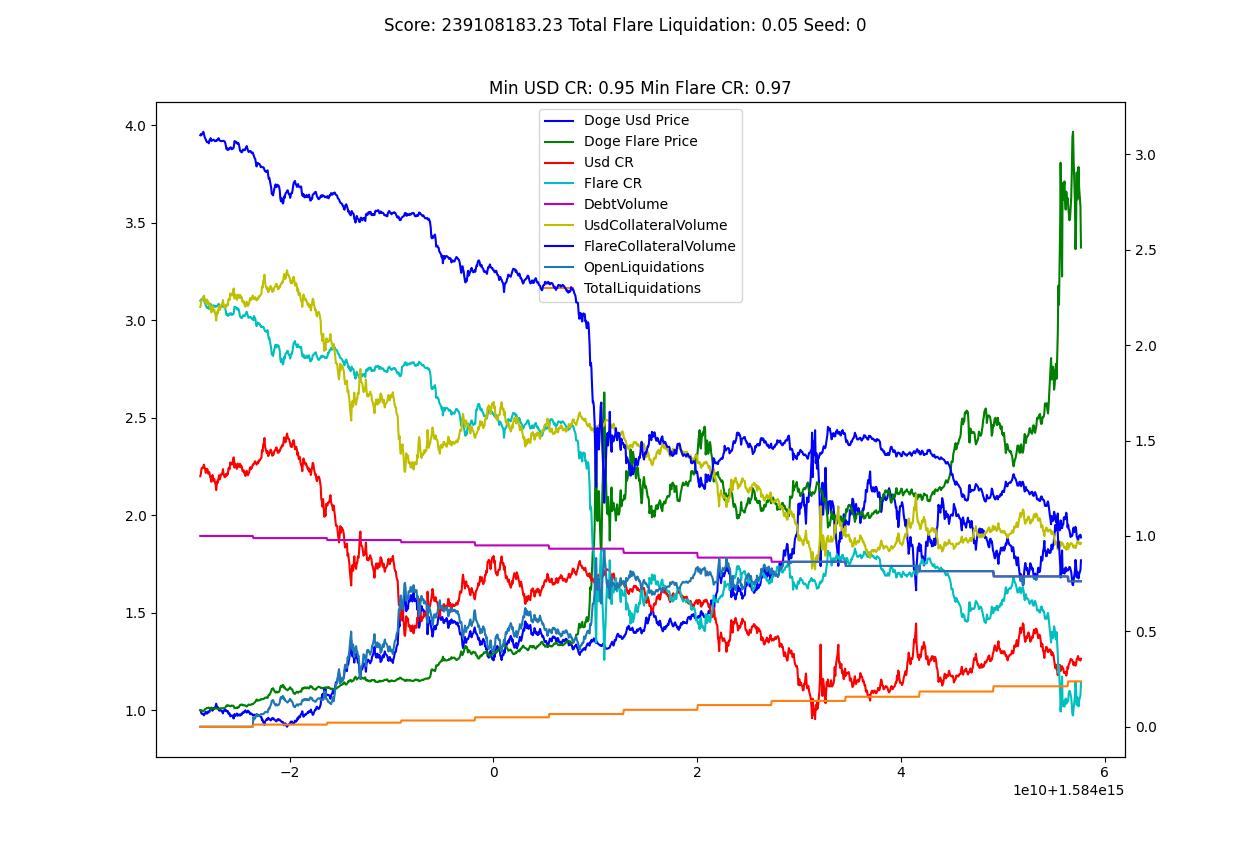 Score: 239108183.23 Total Flare Liquidation: 0.05 Seed: 0
Min USD CR: 0.95 Min Flare CR: 0.97
Doge Usd Price
Doge Flare Price
Usd CR
Flare CR
DebtVolume
UsdCollateralVolume
FlareCollateralVolume
OpenLiquidations
TotalLiquidations
4.0
3.5
3.0
2.5
2.0
1.5
1.0
3.0
2.5
2.0
1.5
1.0
0.5
0.0
−2 0 2 4 6
1e10+1.584e15